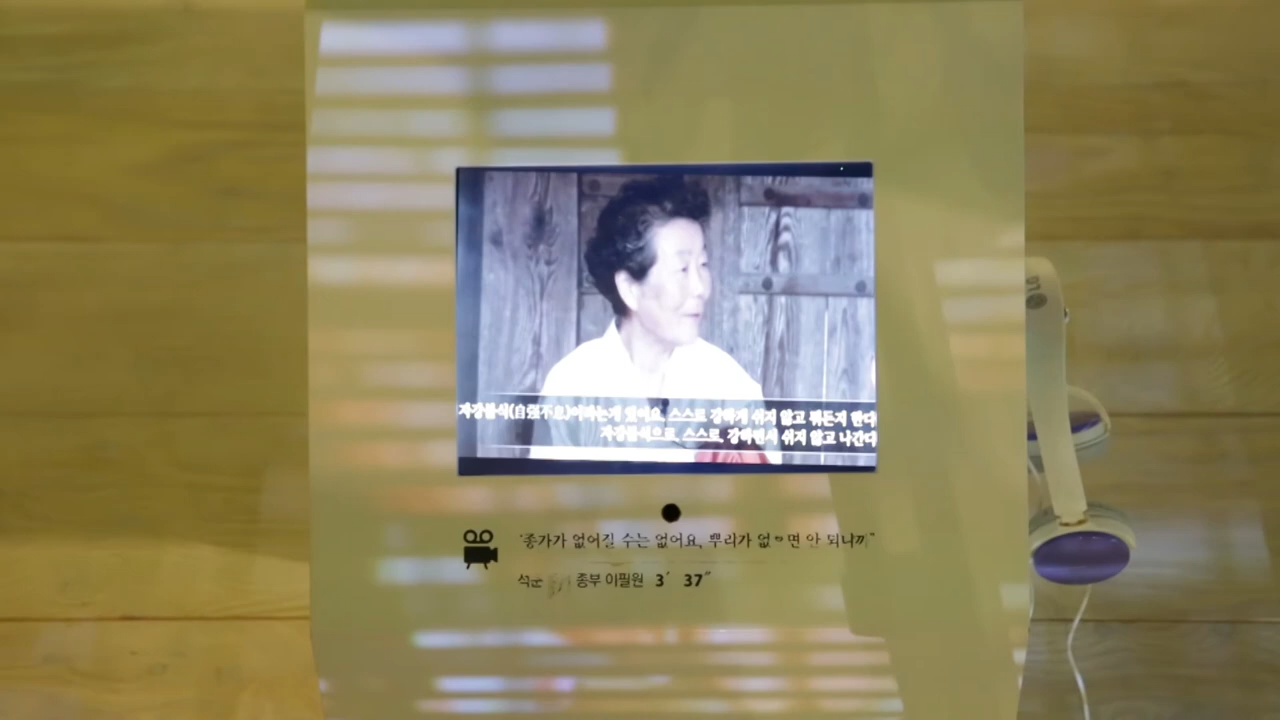 자강불식(自强不息)이라는게 있어요, 스스로 강하게 쉬지 않고 뭐든지 한다
자강불식으로, 스스로, 강하면서 쉬지 않고 나간다
"종가가 없어질 수는 없어요, 뿌리가 없으면 안 되니까"
종부 이필원 3′ 37″